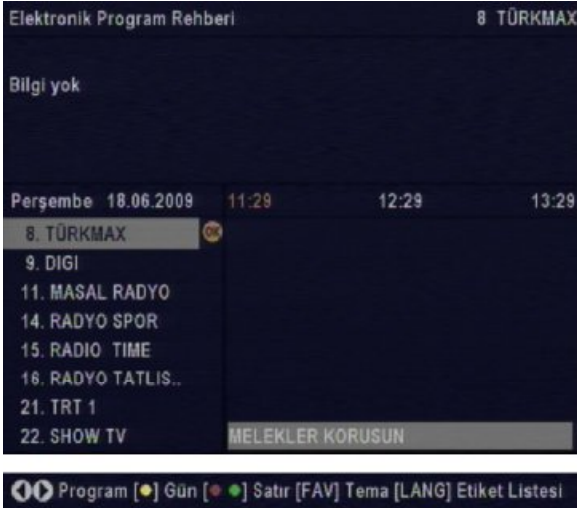 Elektronik Program Rehberi 8 TÜRKMAX
Bilgi yok
Perşembe 18.06.2009 11:29 12:29 13:29
8. TÜRKMAX OK
9. DIGI
11. MASAL RADYO
14. RADYO SPOR
15. RADIO TIME
16. RADYO TATLIS..
21. TRT 1
22. SHOW TV MELEKLER KORUSUN
Program [●] Gün [● ●] Satır [FAV] Tema [LANG] Etiket Listesi